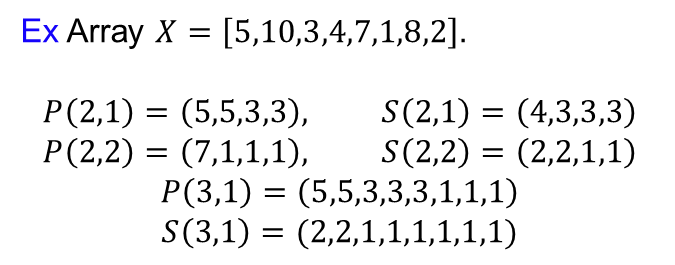 Ex Array X = [5,10,3,4,7,1,8,2].
P(2,1) = (5,5,3,3), S(2,1) = (4,3,3,3)
P(2,2) = (7,1,1,1), S(2,2) = (2,2,1,1)
P(3,1) = (5,5,3,3,3,1,1,1)
S(3,1) = (2,2,1,1,1,1,1,1)